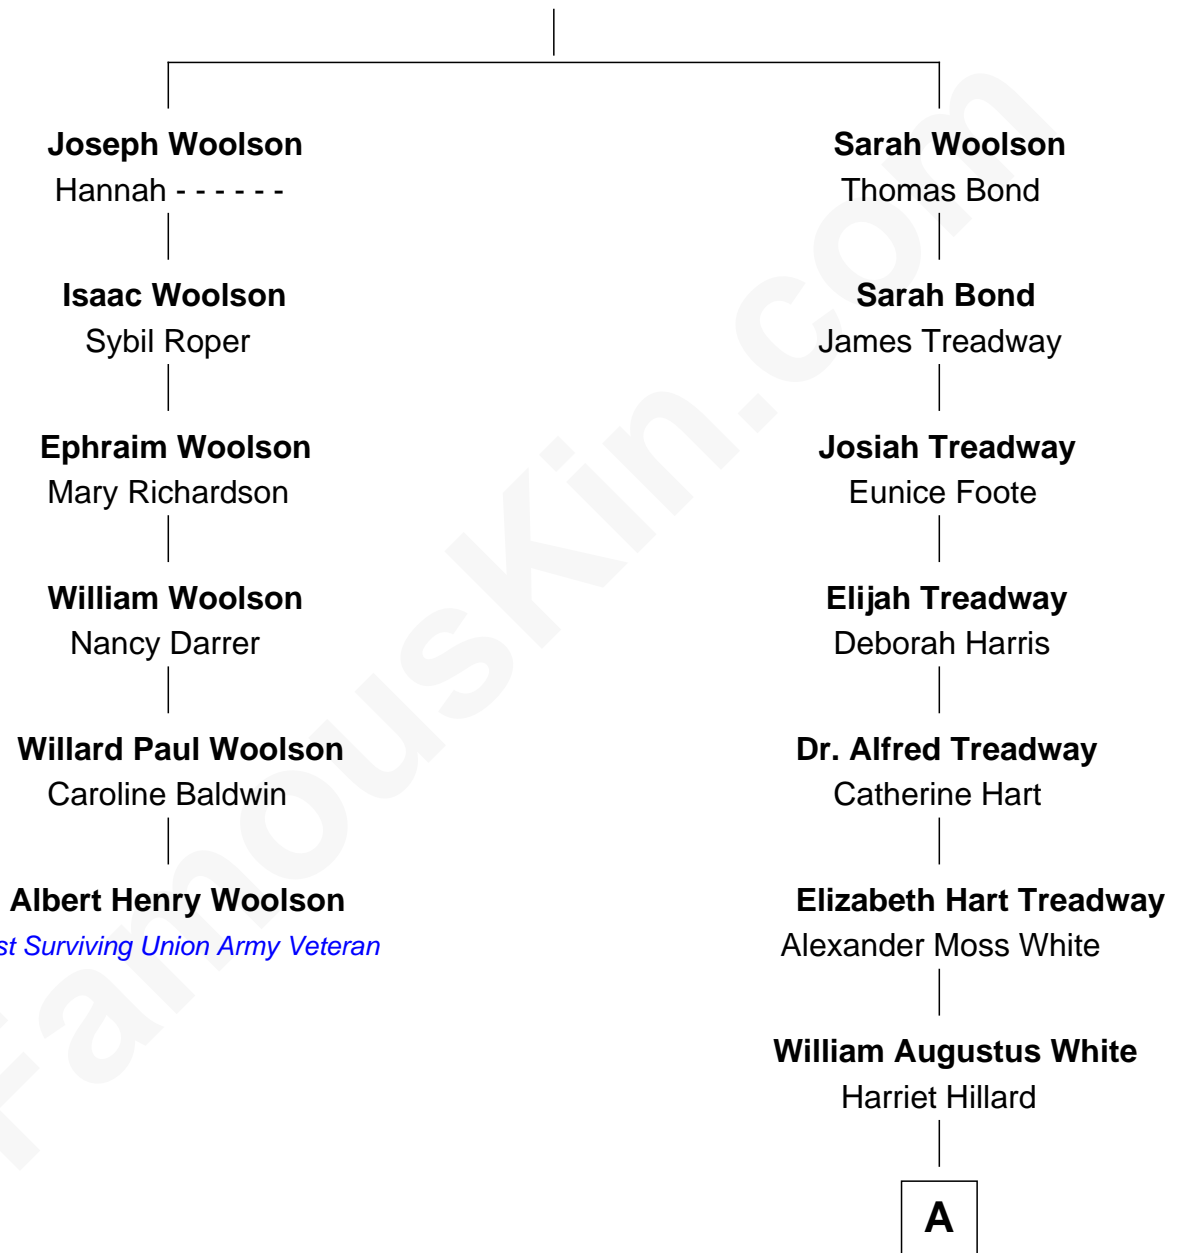 Joseph Woolson
Hannah - - - - - -
Isaac Woolson
Sybil Roper
Ephraim Woolson
Mary Richardson
William Woolson
Nancy Darrer
Willard Paul Woolson
Caroline Baldwin
Albert Henry Woolson
st Surviving Union Army Veteran
Sarah Woolson
Thomas Bond
Sarah Bond
James Treadway
Josiah Treadway
Eunice Foote
Elijah Treadway
Deborah Harris
Dr. Alfred Treadway
Catherine Hart
Elizabeth Hart Treadway
Alexander Moss White
William Augustus White
Harriet Hillard
A
FamousKin.com